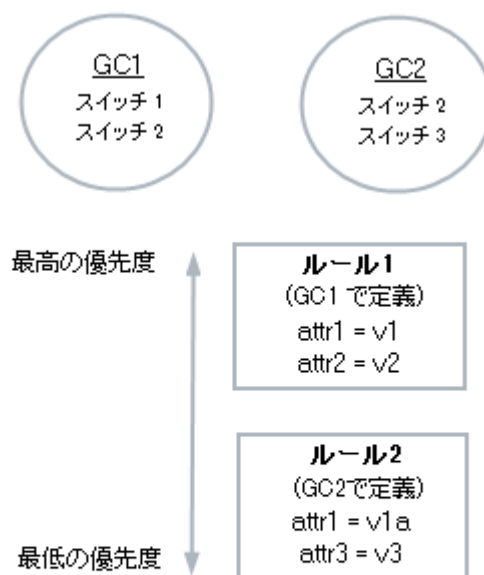 GC1
スイッチ 1
スイッチ 2
GC2
スイッチ 2
スイッチ 3
最高の優先度
ルール1
(GC1 で定義)
attr1 = v1
attr2 = v2
ルール2
(GC2で定義)
attr1 = v1a
attr3 = v3
最低の優先度